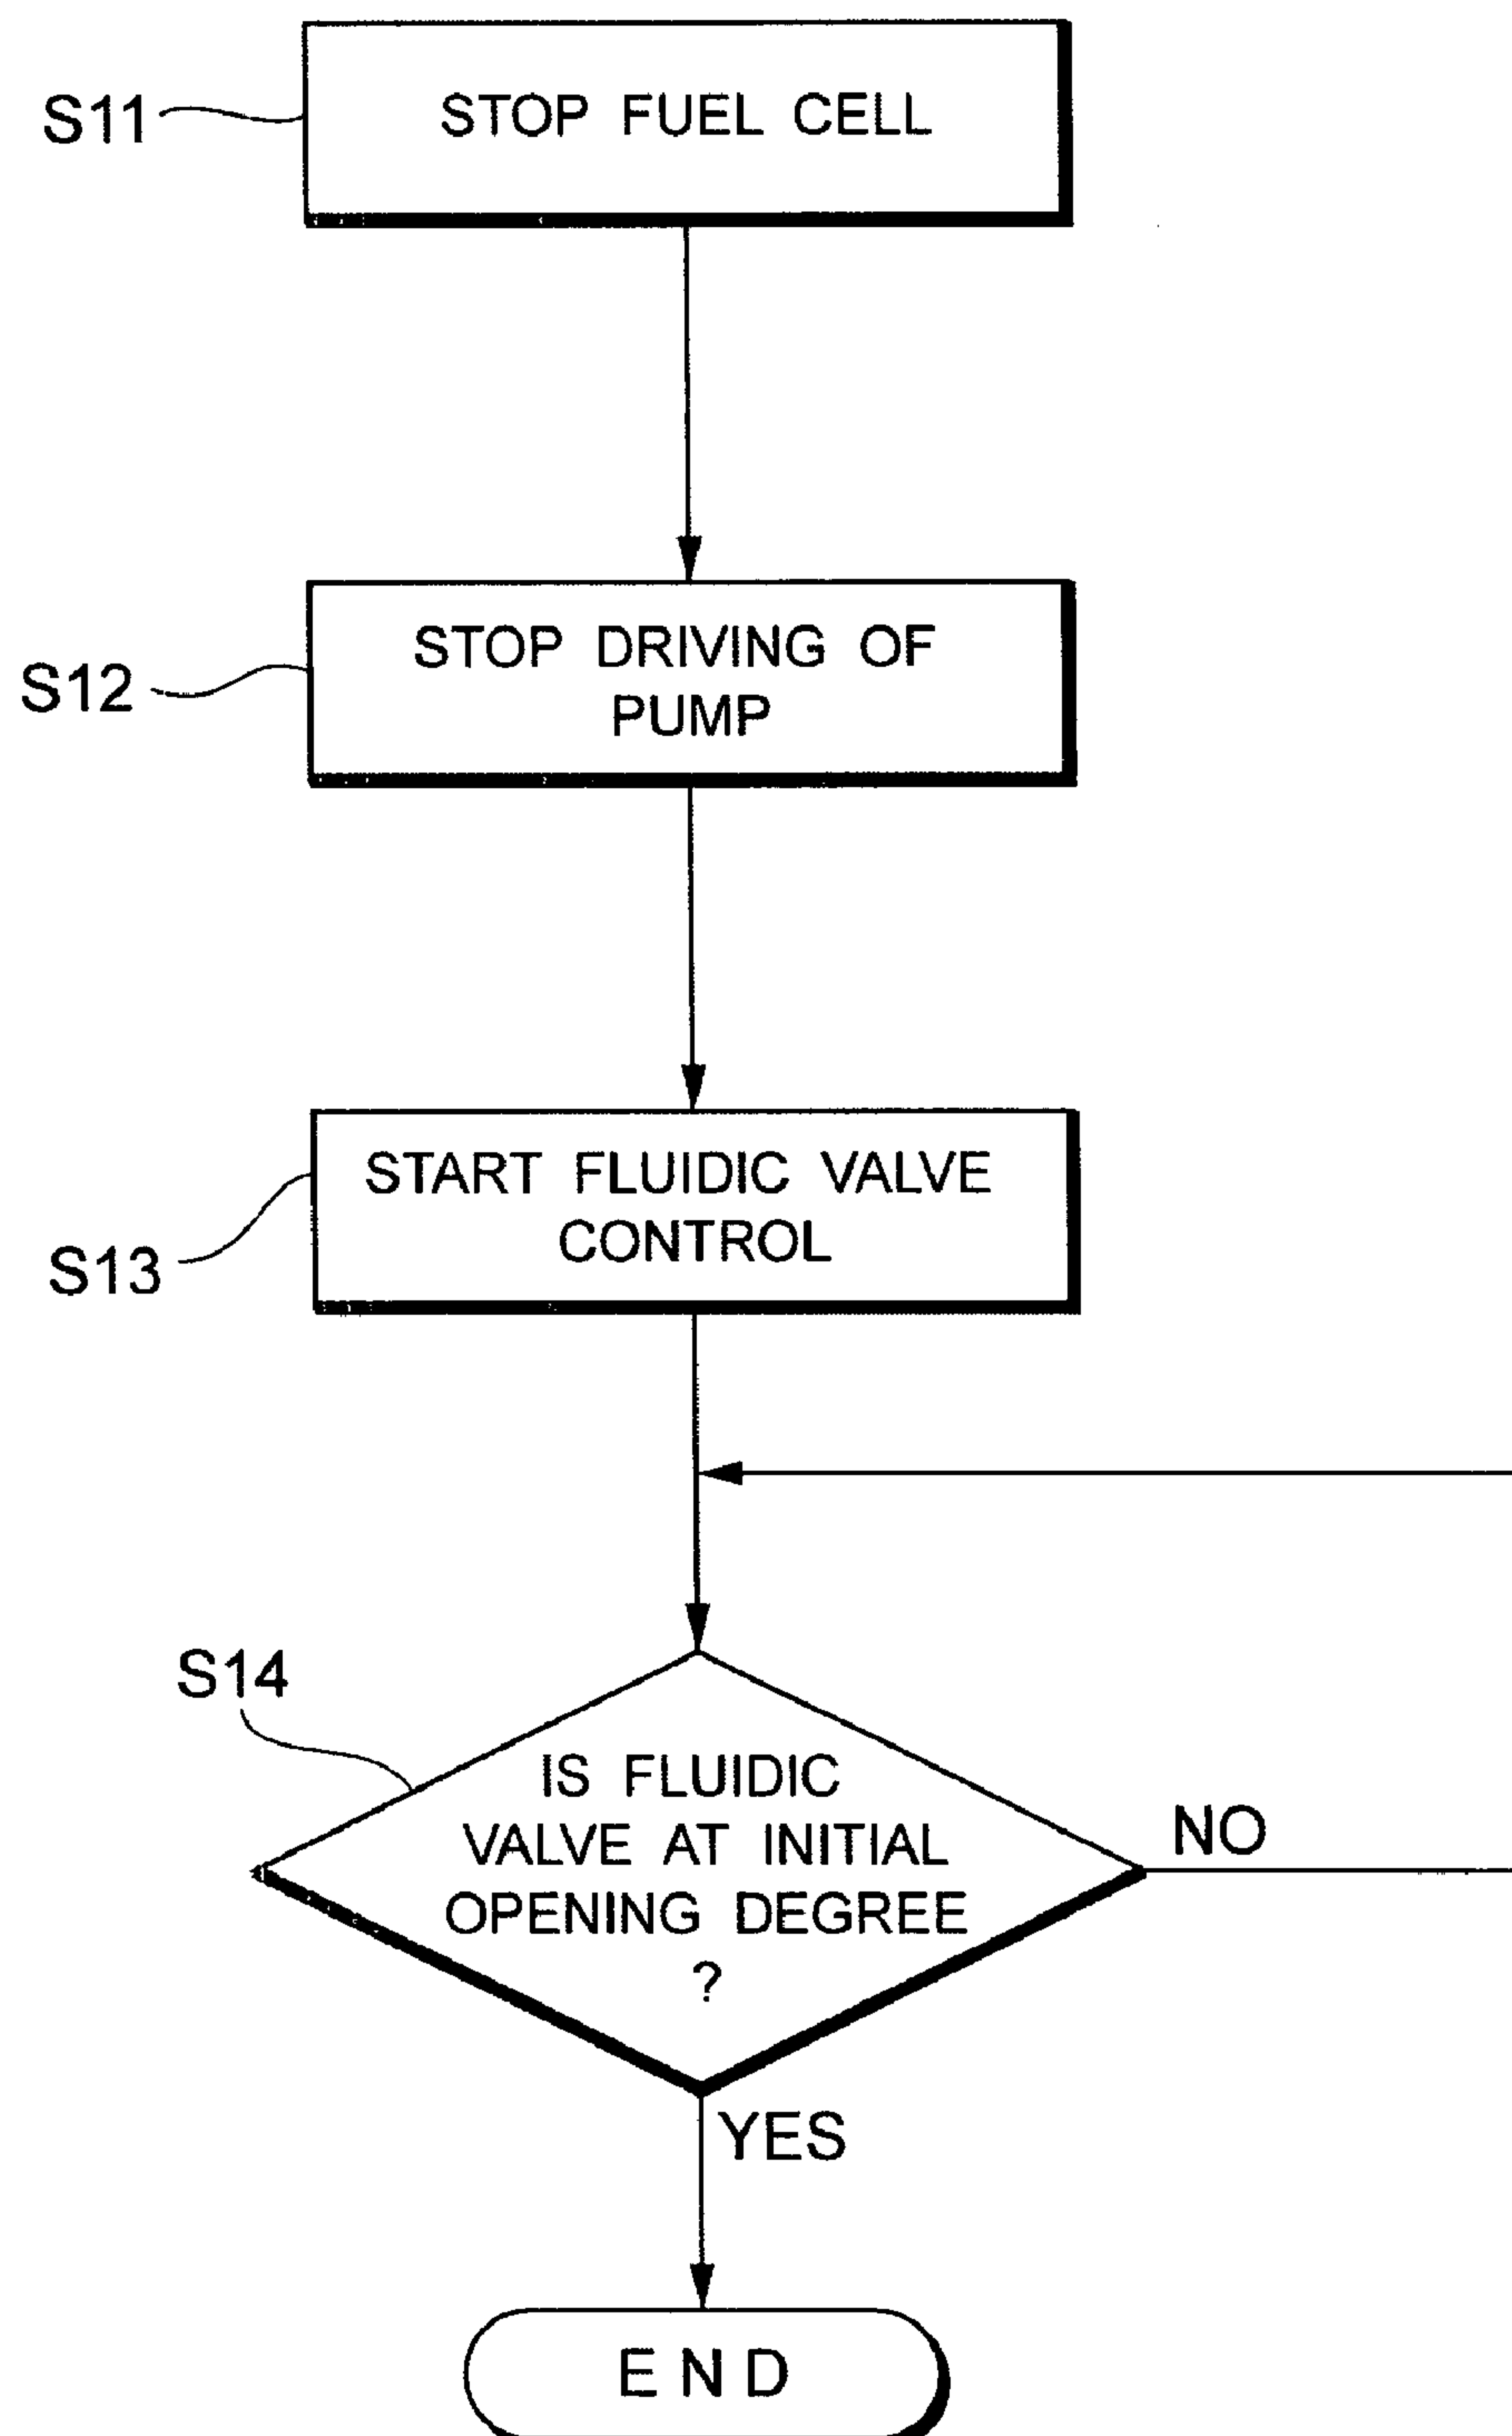 S11
STOP FUEL CELL
S12
STOP DRIVING OF
PUMP
S13
START FLUIDIC VALVE
CONTROL
S14
IS FLUIDIC
VALVE AT INITIAL
OPENING DEGREE
?
NO
YES
END